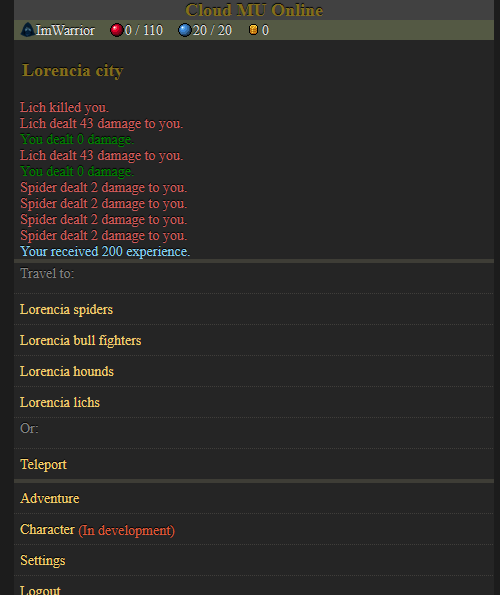 Cloud MU Online
ImWarrior 0 / 110 20 / 20 0
Lorencia city
Lich killed you.
Lich dealt 43 damage to you.
You dealt 0 damage.
Lich dealt 43 damage to you.
You dealt 0 damage.
Spider dealt 2 damage to you.
Spider dealt 2 damage to you.
Spider dealt 2 damage to you.
Spider dealt 2 damage to you.
Your received 200 experience.
Travel to:
Lorencia spiders
Lorencia bull fighters
Lorencia hounds
Lorencia lichs
Or:
Teleport
Adventure
Character (In development)
Settings
Logout